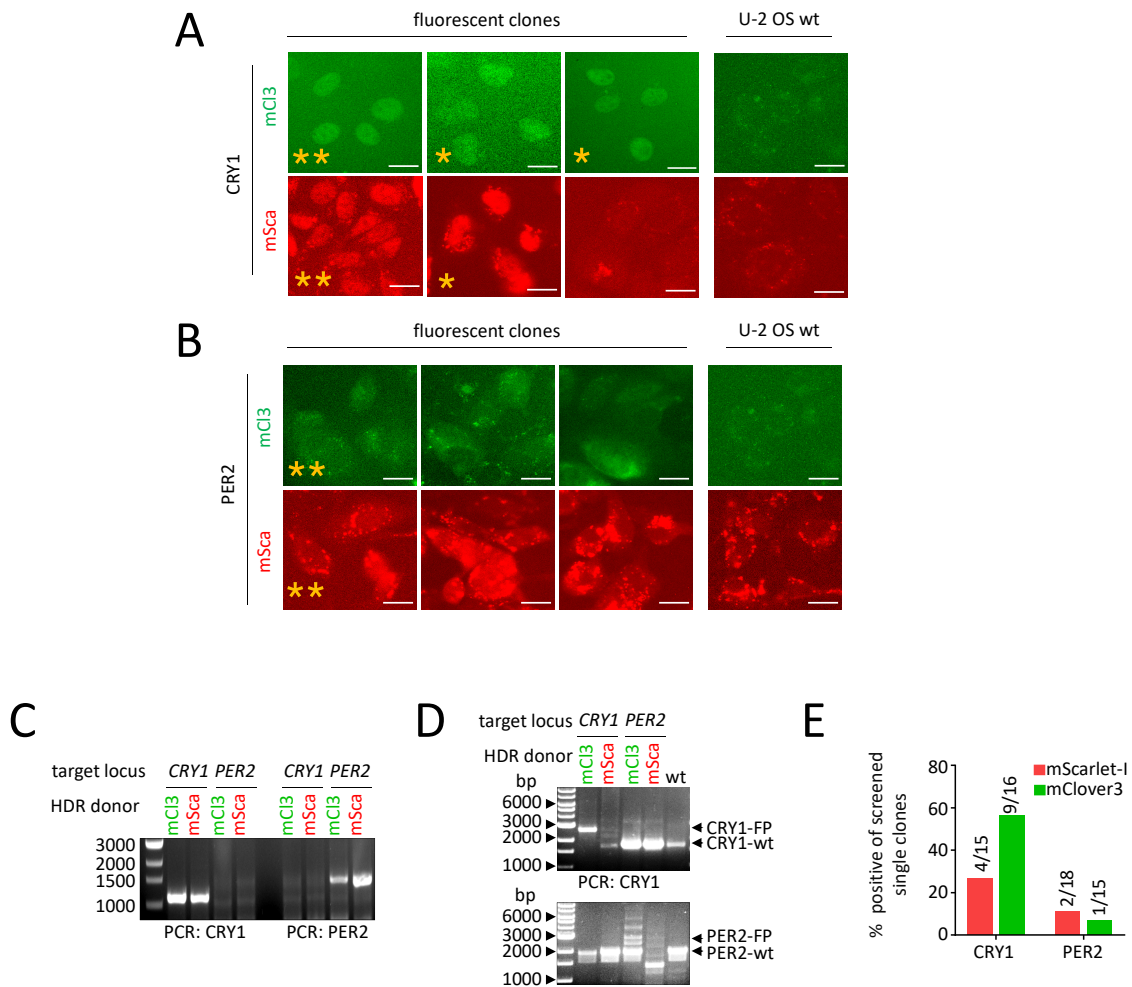 A
fluorescent clones
U-2 OS wt
CRY1
mCl3
**
*
*
mSca
**
*
B
fluorescent clones
U-2 OS wt
PER2
mCl3
**
mSca
**
C
target locus CRY1 PER2 CRY1 PER2
HDR donor mCl3 mSca mCl3 mSca mCl3 mSca mCl3 mSca
3000
2000
1500
1000
PCR: CRY1 PCR: PER2
D
target locus CRY1 PER2
HDR donor mCl3 mSca mCl3 mSca wt
bp
6000
3000
2000
1000
CRY1-FP
CRY1-wt
PCR: CRY1
6000
3000
2000
1000
PER2-FP
PER2-wt
E
% positive of screened
single clones
80
60
40
20
0
mScarlet-I
mClover3
4/15
9/16
2/18
1/15
CRY1 PER2